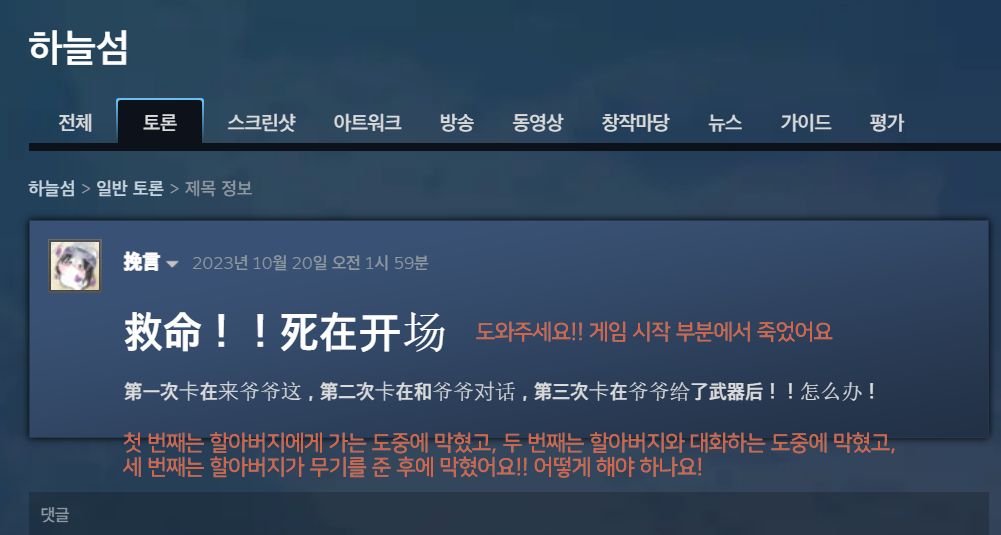 하늘섬
전체 토론 스크린샷 아트워크 방송 동영상 창작마당 뉴스 가이드 평가
하늘섬 > 일반 토론 > 제목 정보
挽言 2023년 10월 20일 오전 1시 59분
救命！！死在开场 도와주세요!! 게임 시작 부분에서 죽었어요
第一次卡在来爷爷这，第二次卡在和爷爷对话，第三次卡在爷爷给了武器后！！怎么办！
첫 번째는 할아버지에게 가는 도중에 막혔고, 두 번째는 할아버지와 대화하는 도중에 막혔고,
세 번째는 할아버지가 무기를 준 후에 막혔어요!! 어떻게 해야 하나요!
댓글